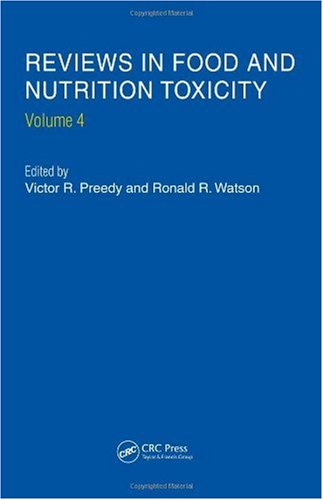 REVIEWS IN FOOD AND
NUTRITION TOXICITY
Volume 4
Edited by
Victor R. Preedy and Ronald R. Watson
CRC
CRC Press
Taylor & Francis Group